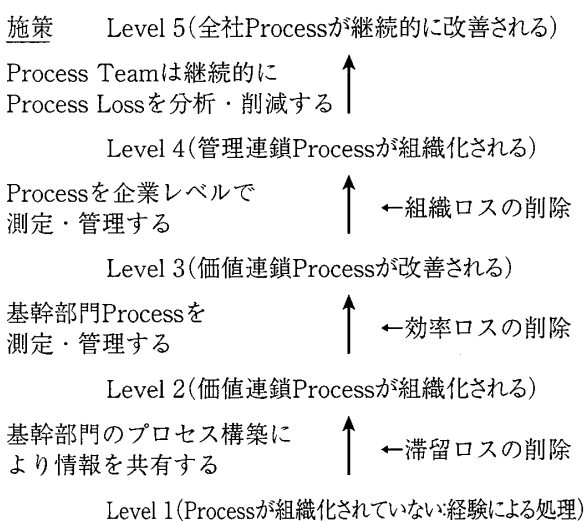 施策 Level 5(全社Processが継続的に改善される)
Process Teamは継続的に
Process Lossを分析・削減する
Level 4(管理連鎖Processが組織化される)
Processを企業レベルで
測定・管理する
←組織ロスの削除
Level 3(価値連鎖Processが改善される)
基幹部門Processを
測定・管理する
←効率ロスの削除
Level 2(価値連鎖Processが組織化される)
基幹部門のプロセス構築に
より情報を共有する
←滞留ロスの削除
Level 1(Processが組織化されていない:経験による処理)